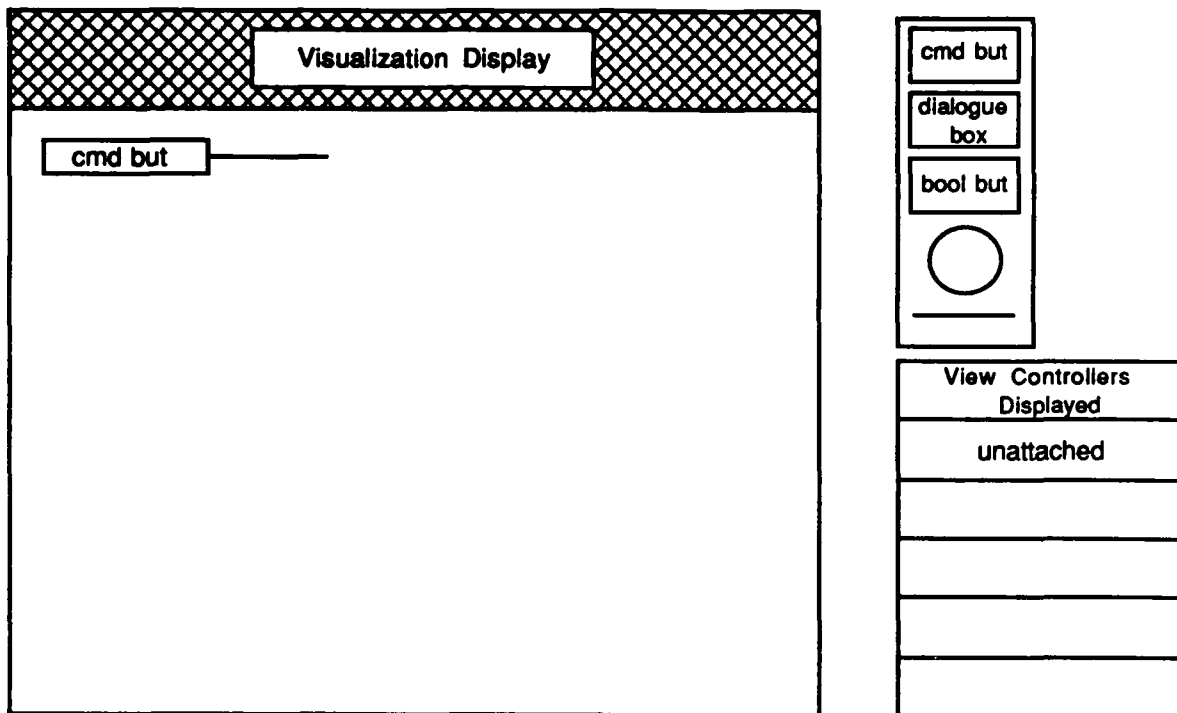 Visualization Display
cmd but
cmd but
dialogue
box
bool but
View Controllers
Displayed
unattached